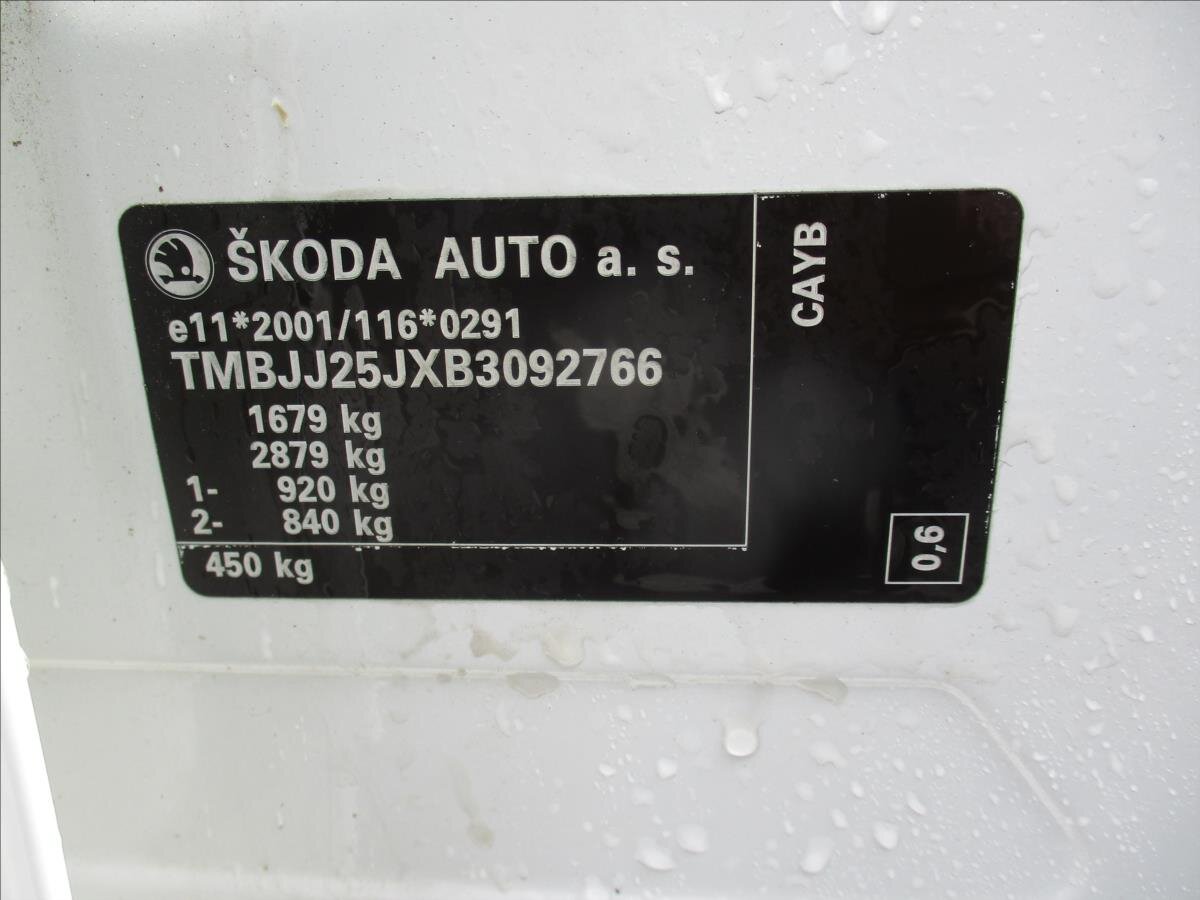 ŠKODA AUTO a. s.
e11*2001/116*0291
TMBJJ25JXB3092766
1679 kg
2879 kg
1- 920 kg
2- 840 kg
450 kg
CAYB
0,6